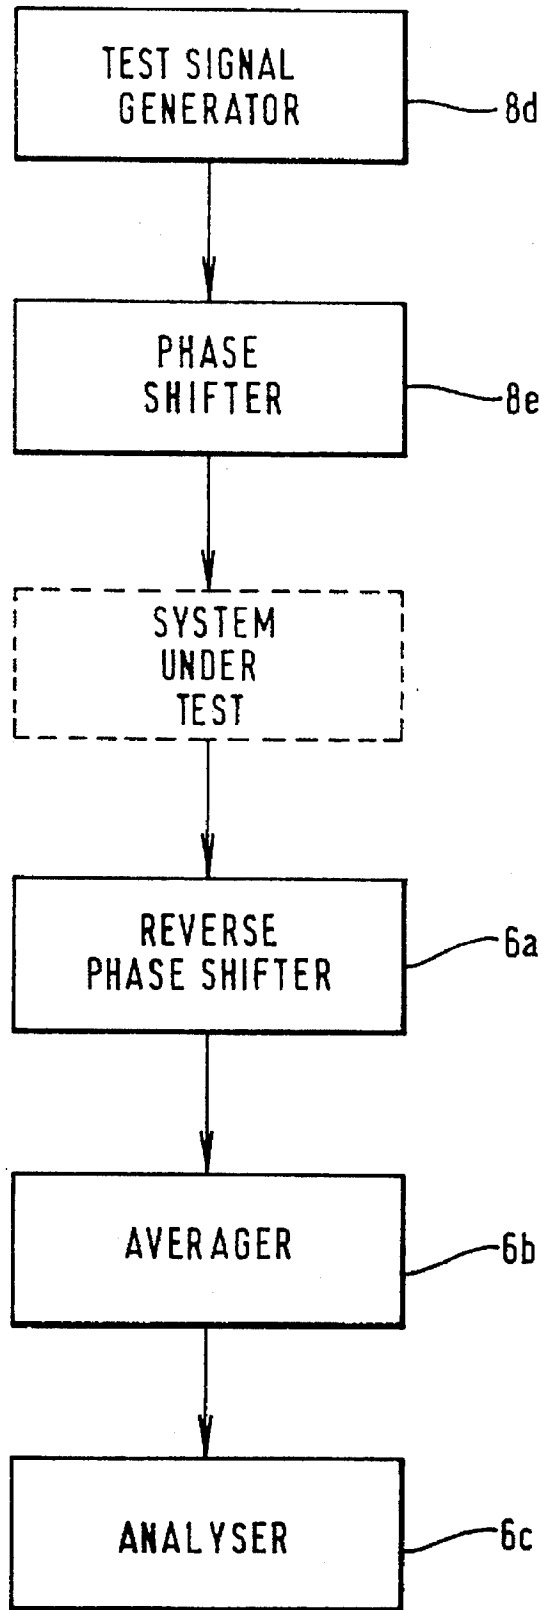 TEST SIGNAL
GENERATOR
8d
PHASE
SHIFTER
8e
SYSTEM
UNDER
TEST
REVERSE
PHASE SHIFTER
6a
AVERAGER
6b
ANALYSER
6c